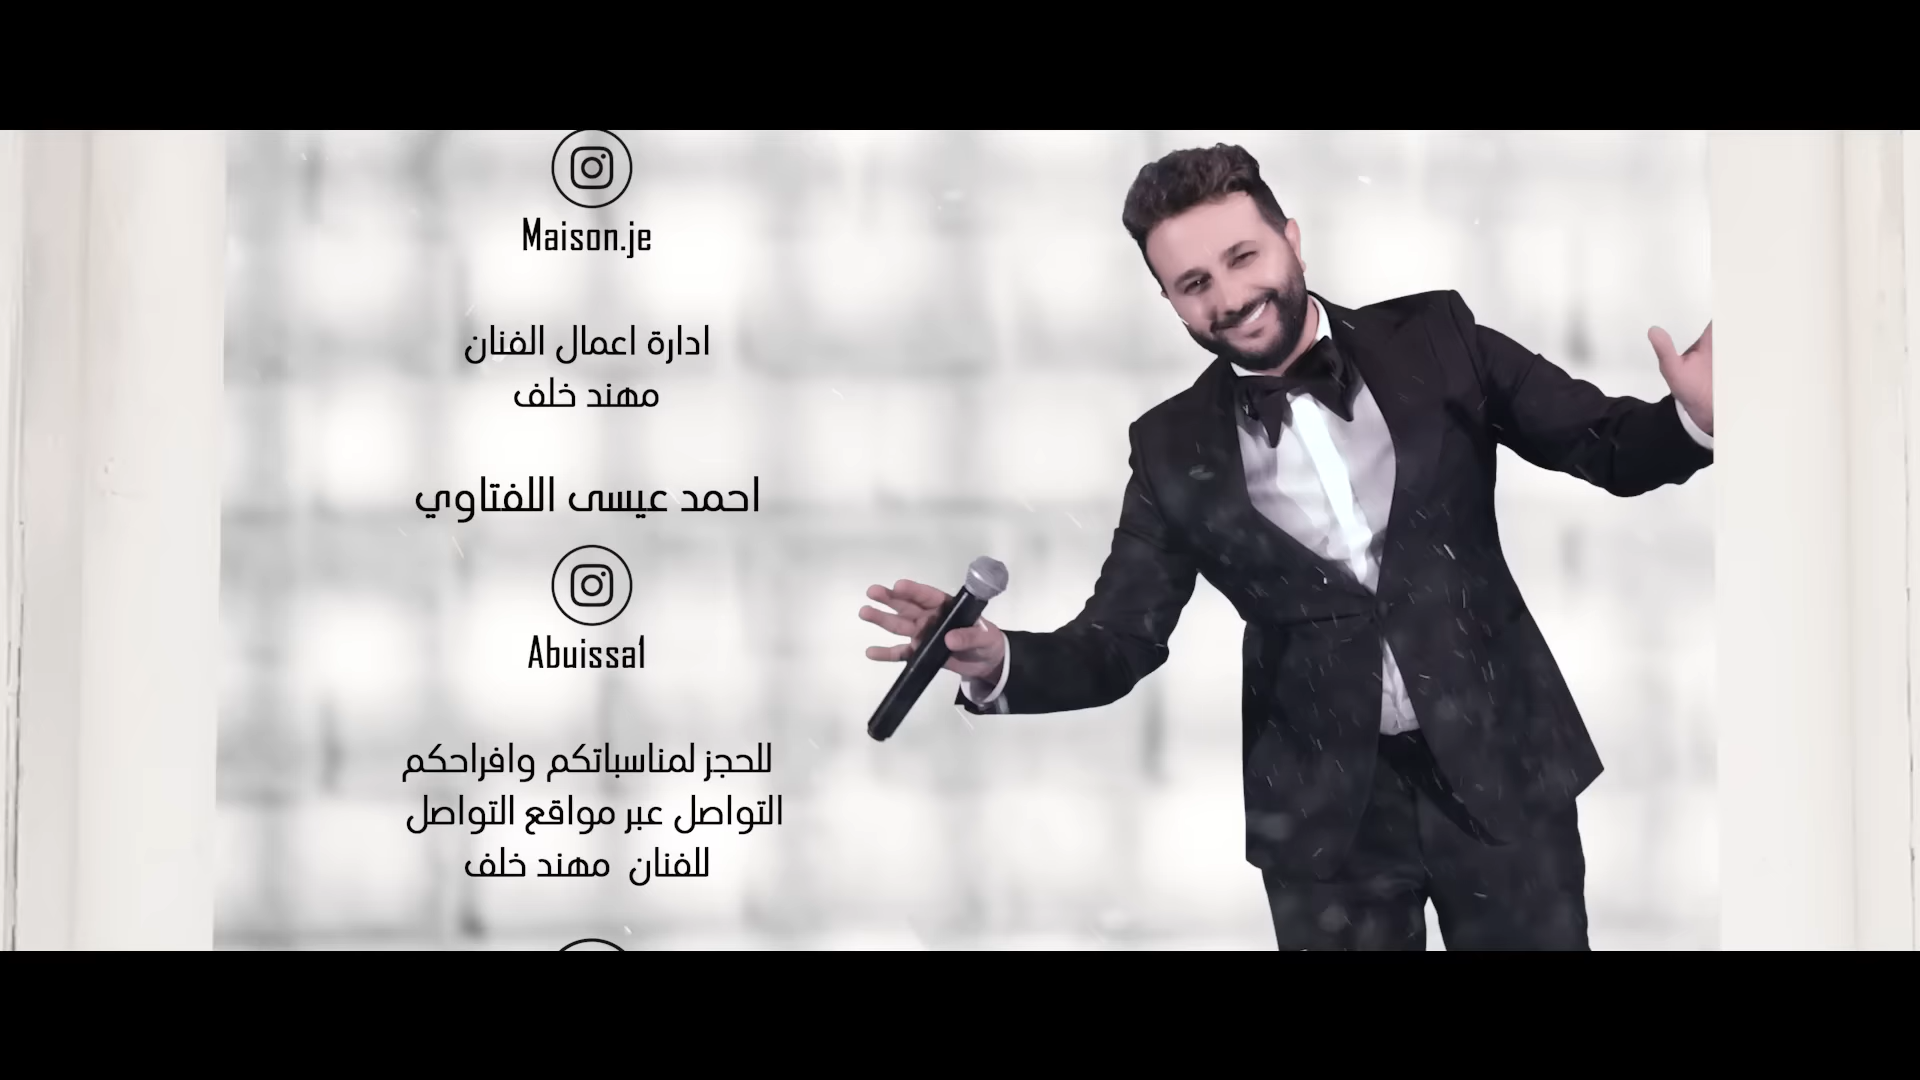 Maison.je
ادارة اعمال الفنان
مهند خلف
احمد عيسى اللفتاوي
Abuissa1
للحجز لمناسباتكم وافراحكم
التواصل عبر مواقع التواصل
للفنان مهند خلف